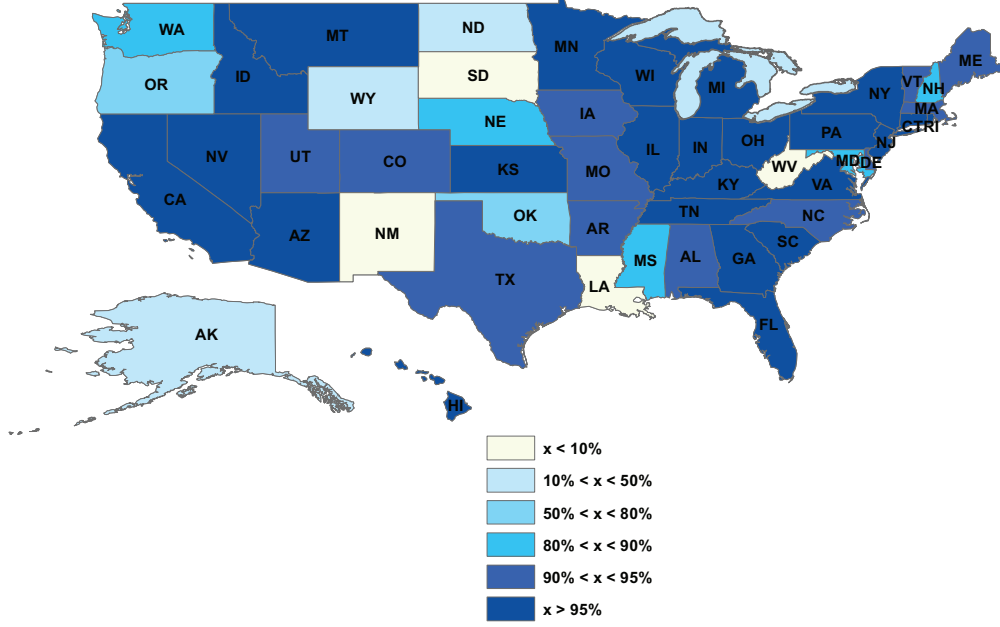 WA
MT
ND
MN
ME
OR
ID
SD
WI
MI
VT
NH
NY
WY
MA
NE
IA
CTRI
PA
NJ
NV
UT
CO
KS
MO
IL
IN
OH
WV
MD
DE
VA
KY
CA
AZ
NM
OK
AR
TN
NC
SC
TX
LA
MS
AL
GA
FL
AK
HI
x < 10%
10% < x < 50%
50% < x < 80%
80% < x < 90%
90% < x < 95%
x > 95%